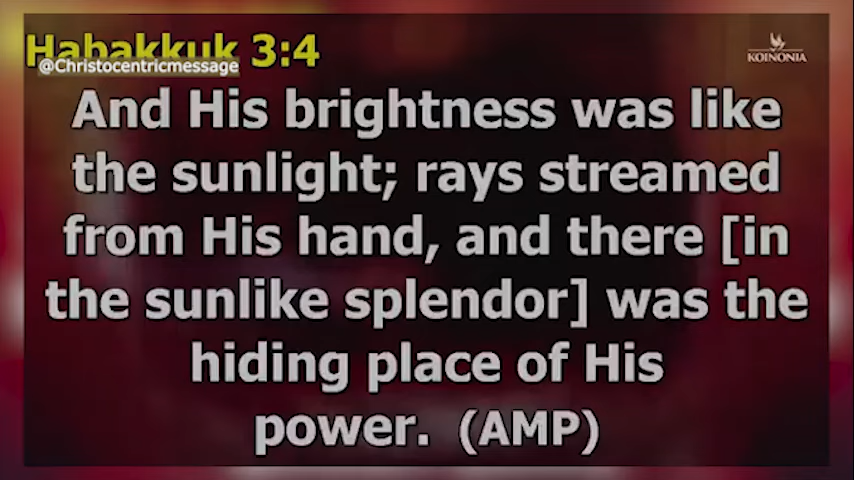 Habakkuk 3:4
@Christocentricmessage
KOINONIA
And His brightness was like
the sunlight; rays streamed
from His hand, and there [in
the sunlike splendor] was the
hiding place of His
power. (AMP)